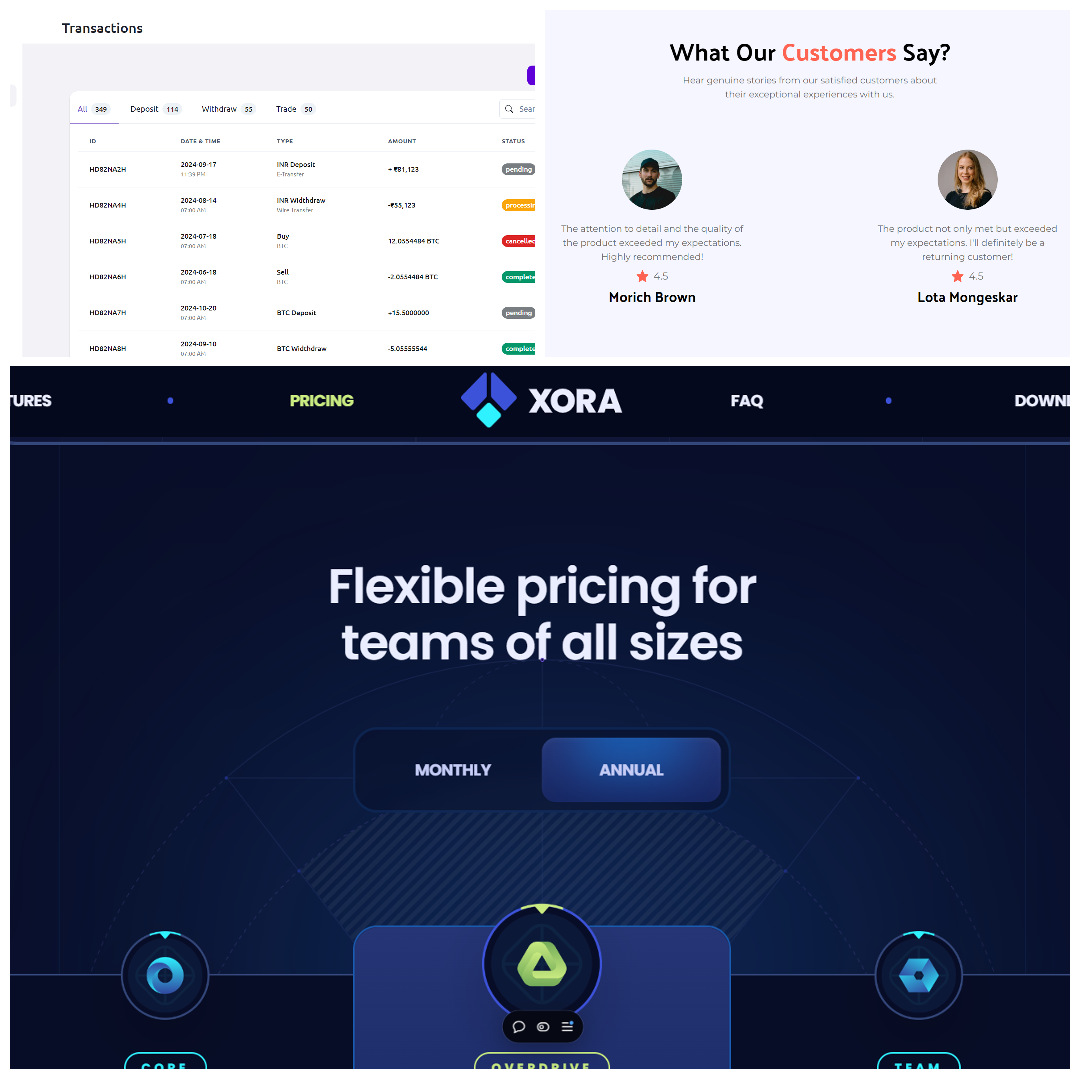 Transactions
All 349 Deposit 114 Withdraw 55 Trade 50
ID DATE & TIME TYPE AMOUNT STATUS
HD82NA2H 2024-09-17 INR Deposit + ₹81,123 pending
11:39 PM E-Transfer
HD82NA4H 2024-08-14 INR Widthdraw -₹55,123
07:00 AM Wire Transfer
HD82NA5H 2024-07-18 Buy 12.0554484 BTC
07:00 AM BTC
HD82NA6H 2024-06-18 Sell -2.0554484 BTC
07:00 AM BTC
HD82NA7H 2024-10-20 BTC Deposit +15.5000000 pending
07:00 AM
HD82NA8H 2024-09-10 BTC Widthdraw -5.05555544
07:00 AM
What Our Customers Say?
Hear genuine stories from our satisfied customers about
their exceptional experiences with us.
The attention to detail and the quality of
the product exceeded my expectations.
Highly recommended!
4.5
Morich Brown
The product not only met but exceeded
my expectations. I'll definitely be a
returning customer!
4.5
Lota Mongeskar
TURES PRICING XORA FAQ DOWN
Flexible pricing for
teams of all sizes
MONTHLY ANNUAL
CORE OVERDRIVE TEAM